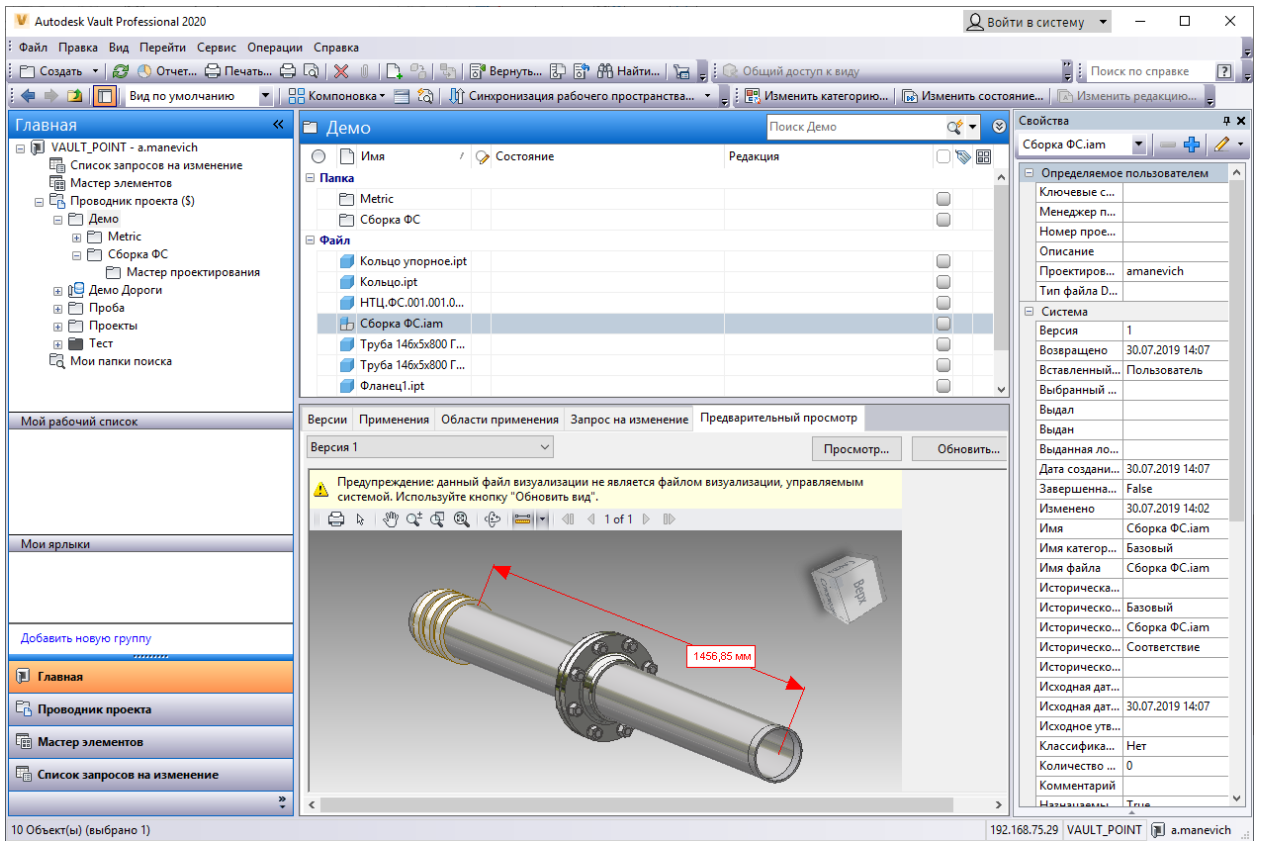 Autodesk Vault Professional 2020
Войти в систему
Файл Правка Вид Перейти Сервис Операции Справка
Создать Отчет... Печать... Вернуть... Найти... Общий доступ к виду Поиск по справке
Вид по умолчанию Компоновка Синхронизация рабочего пространства... Изменить категорию... Изменить состояние... Изменить редакцию...
Главная
VAULT_POINT - a.manevich
Список запросов на изменение
Мастер элементов
Проводник проекта ($)
Демо
Metric
Сборка ФС
Мастер проектирования
Демо Дороги
Проба
Проекты
Тест
Мои папки поиска
Мой рабочий список
Мои ярлыки
Добавить новую группу
Главная
Проводник проекта
Мастер элементов
Список запросов на изменение
Демо
Поиск Демо
Имя Состояние Редакция
Папка
Metric
Сборка ФС
Файл
Кольцо упорное.ipt
Кольцо.ipt
НТЦ.ФС.001.001.0...
Сборка ФС.iam
Труба 146x5x800 Г...
Труба 146x5x800 Г...
Фланец1.ipt
Версии Применения Области применения Запрос на изменение Предварительный просмотр
Версия 1 Просмотр... Обновить...
Предупреждение: данный файл визуализации не является файлом визуализации, управляемым
системой. Используйте кнопку "Обновить вид".
1 of 1
Верх
1456,85 мм
Свойства
Сборка ФС.iam
Определяемое пользователем
Ключевые с...
Менеджер п...
Номер прое...
Описание
Проектиров... amanevich
Тип файла D...
Система
Версия 1
Возвращено 30.07.2019 14:07
Вставленный... Пользователь
Выбранный ...
Выдал
Выдан
Выданная ло...
Дата создани... 30.07.2019 14:07
Завершенна... False
Изменено 30.07.2019 14:02
Имя Сборка ФС.iam
Имя категор... Базовый
Имя файла Сборка ФС.iam
Историческа...
Историческо... Базовый
Историческо... Сборка ФС.iam
Историческо... Соответствие
Историческо...
Исходная дат...
Исходная дат... 30.07.2019 14:07
Исходное утв...
Классифика... Нет
Количество ... 0
Комментарий
Назначаемы... True
10 Объект(ы) (выбрано 1)
192.168.75.29 VAULT_POINT a.manevich